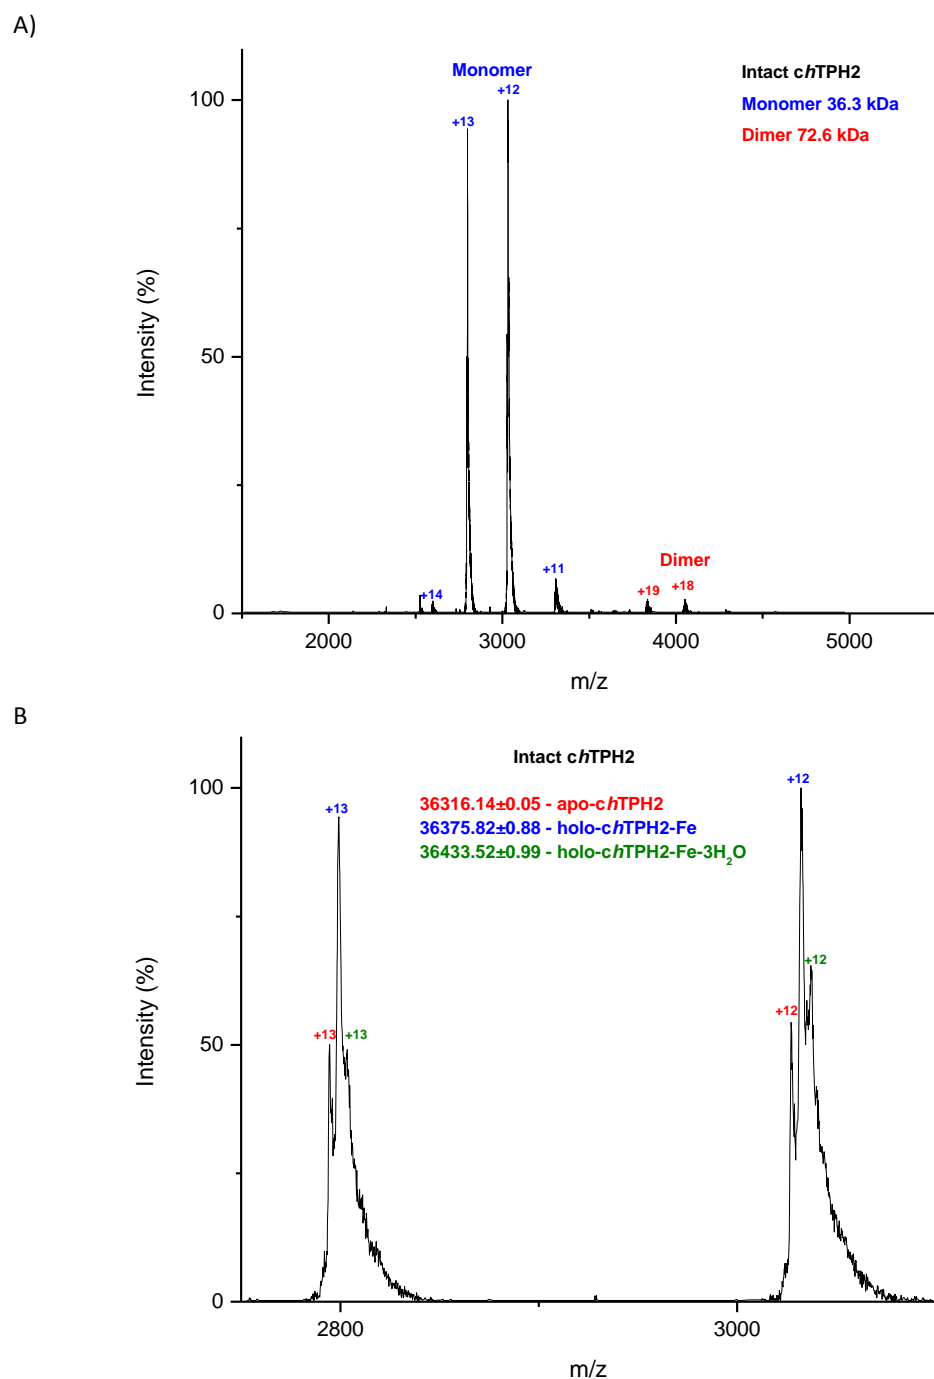 A)
Monomer
Intact chTPH2
Monomer 36.3 kDa
Dimer 72.6 kDa
100
+13
+12
50
Intensity (%)
+14
+11
Dimer
+19
+18
0
2000
3000
4000
5000
m/z
B
Intact chTPH2
36316.14±0.05 - apo-chTPH2
36375.82±0.88 - holo-chTPH2-Fe
36433.52±0.99 - holo-chTPH2-Fe-3H₂O
100
+13
+12
+12
+13
+13
+12
50
Intensity (%)
0
2800
3000
m/z